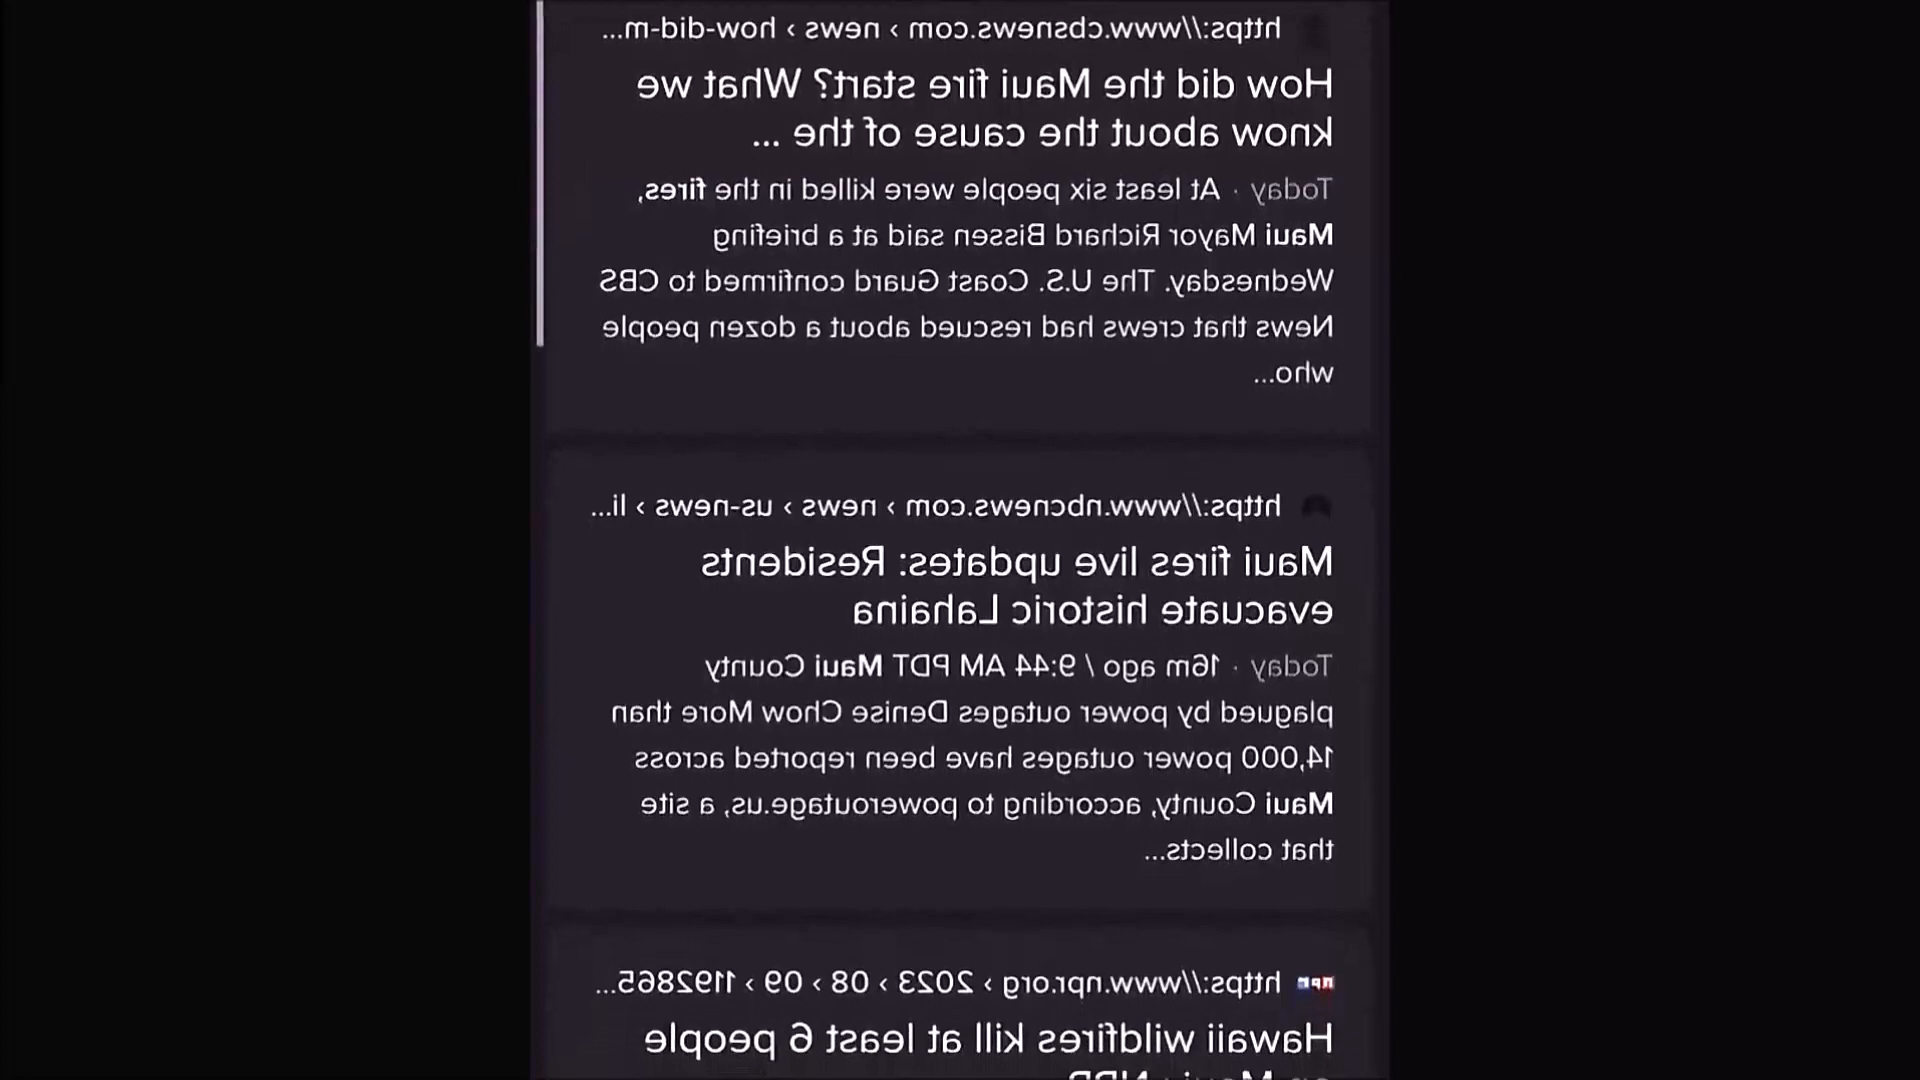 https://www.cbsnews.com › news › how-did-m...
How did the Maui fire start? What we
know about the cause of the ...
Today · At least six people were killed in the fires,
Maui Mayor Richard Bissen said at a briefing
Wednesday. The U.S. Coast Guard confirmed to CBS
News that crews had rescued about a dozen people
who...
https://www.nbcnews.com › news › us-news › li...
Maui fires live updates: Residents
evacuate historic Lahaina
Today · 16m ago / 9:44 AM PDT Maui County
plagued by power outages Denise Chow More than
14,000 power outages have been reported across
Maui County, according to poweroutage.us, a site
that collects...
npr https://www.npr.org › 2023 › 08 › 09 › 1192865...
Hawaii wildfires kill at least 6 people
on Maui : NPR